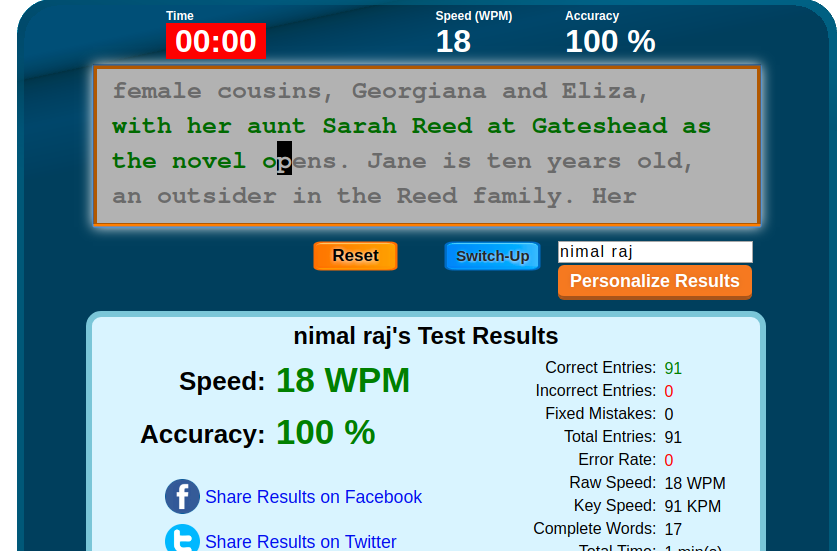 Time
Speed (WPM)
Accuracy
00:00
18
100 %
female cousins, Georgiana and Eliza,
with her aunt Sarah Reed at Gateshead as
the novel opens. Jane is ten years old,
an outsider in the Reed family. Her
Reset
Switch-Up
nimal raj
Personalize Results
nimal raj's Test Results
Speed: 18 WPM
Accuracy: 100 %
Share Results on Facebook
Share Results on Twitter
Correct Entries: 91
Incorrect Entries: 0
Fixed Mistakes: 0
Total Entries: 91
Error Rate: 0
Raw Speed: 18 WPM
Key Speed: 91 KPM
Complete Words: 17
Total Time: 1 min(s)